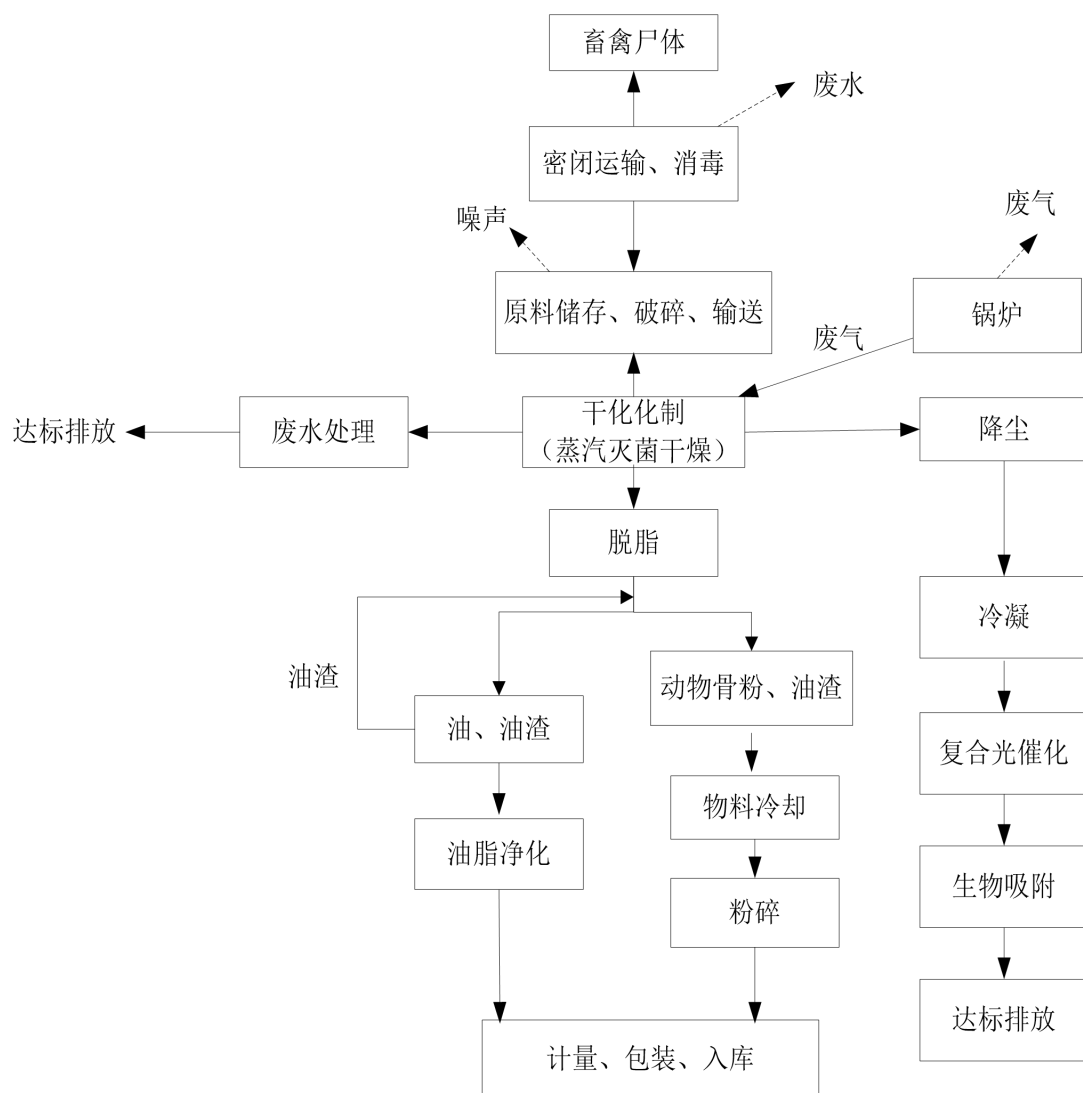 畜禽尸体
废水
密闭运输、消毒
噪声
废气
原料储存、破碎、输送
锅炉
废气
达标排放
废水处理
干化化制
（蒸汽灭菌干燥）
降尘
脱脂
冷凝
油渣
动物骨粉、油渣
油、油渣
复合光催化
物料冷却
油脂净化
生物吸附
粉碎
达标排放
计量、包装、入库